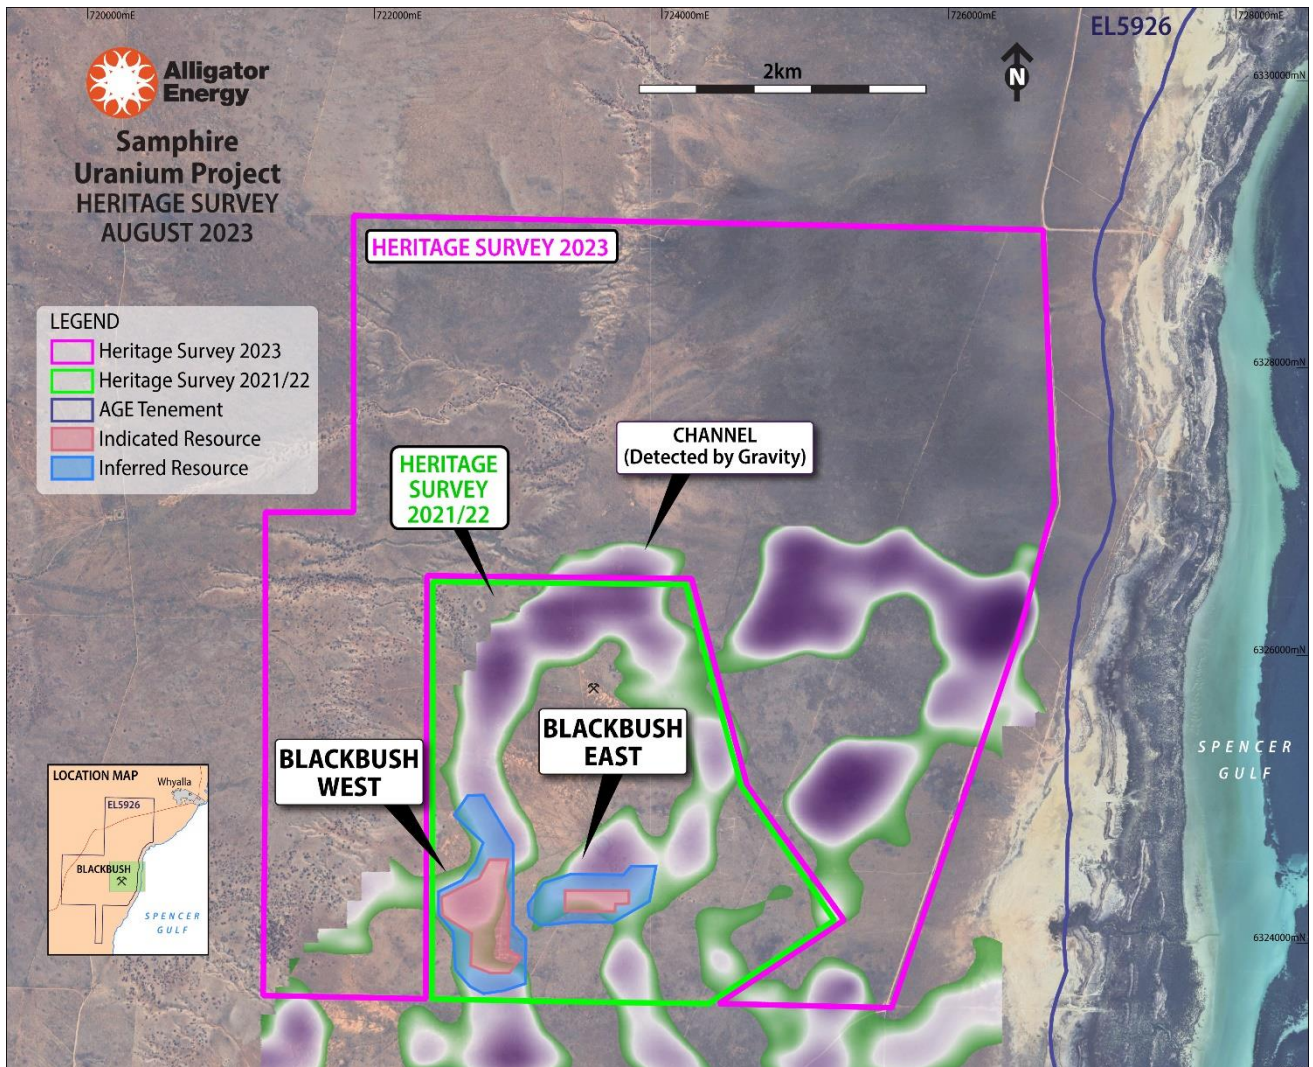 720000mE
722000mE
724000mE
726000mE
728000mE
EL5926
6330000mN
Alligator
Energy
2km
N
Samphire
Uranium Project
HERITAGE SURVEY
AUGUST 2023
HERITAGE SURVEY 2023
LEGEND
Heritage Survey 2023
Heritage Survey 2021/22
AGE Tenement
Indicated Resource
Inferred Resource
6328000mN
CHANNEL
(Detected by Gravity)
HERITAGE
SURVEY
2021/22
6326000mN
BLACKBUSH
EAST
BLACKBUSH
WEST
SPENCER
GULF
LOCATION MAP
Whyalla
EL5926
BLACKBUSH
SPENCER
GULF
6324000mN